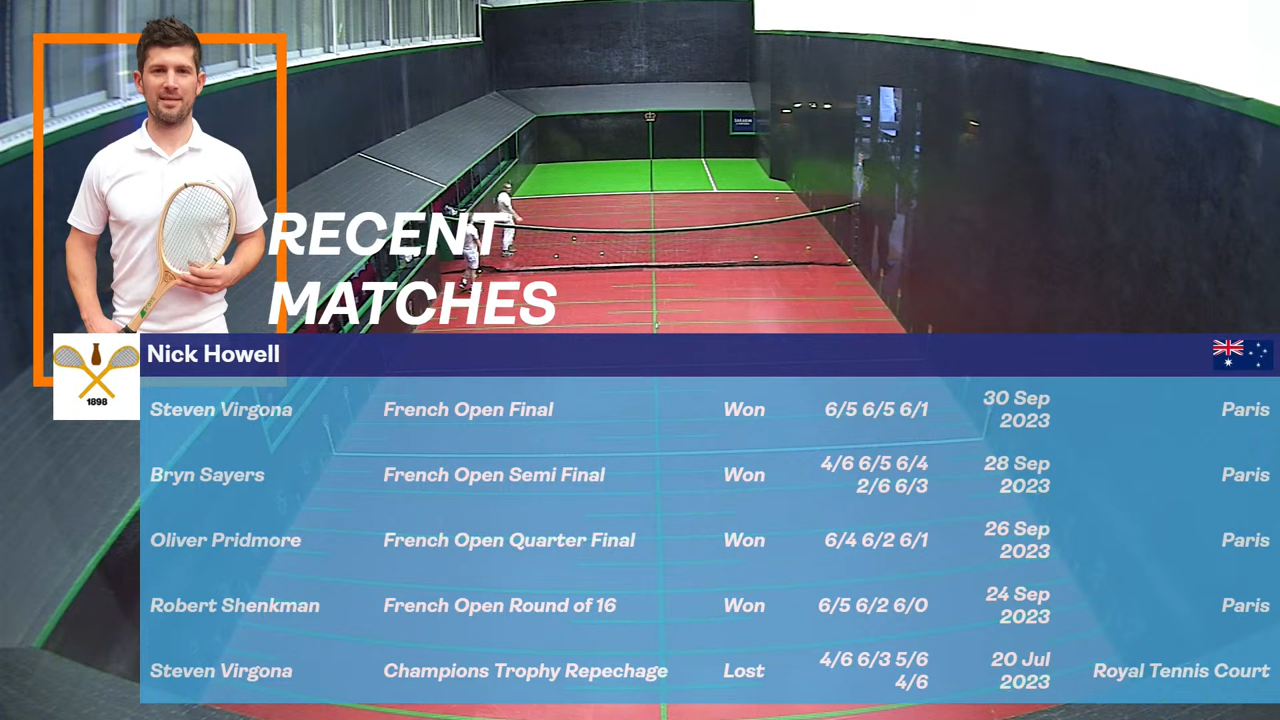 RECENT
MATCHES
Nick Howell
1898
Steven Virgona French Open Final Won 6/5 6/5 6/1 30 Sep 2023 Paris
Bryn Sayers French Open Semi Final Won 4/6 6/5 6/4 2/6 6/3 28 Sep 2023 Paris
Oliver Pridmore French Open Quarter Final Won 6/4 6/2 6/1 26 Sep 2023 Paris
Robert Shenkman French Open Round of 16 Won 6/5 6/2 6/0 24 Sep 2023 Paris
Steven Virgona Champions Trophy Repechage Lost 4/6 6/3 5/6 4/6 20 Jul 2023 Royal Tennis Court